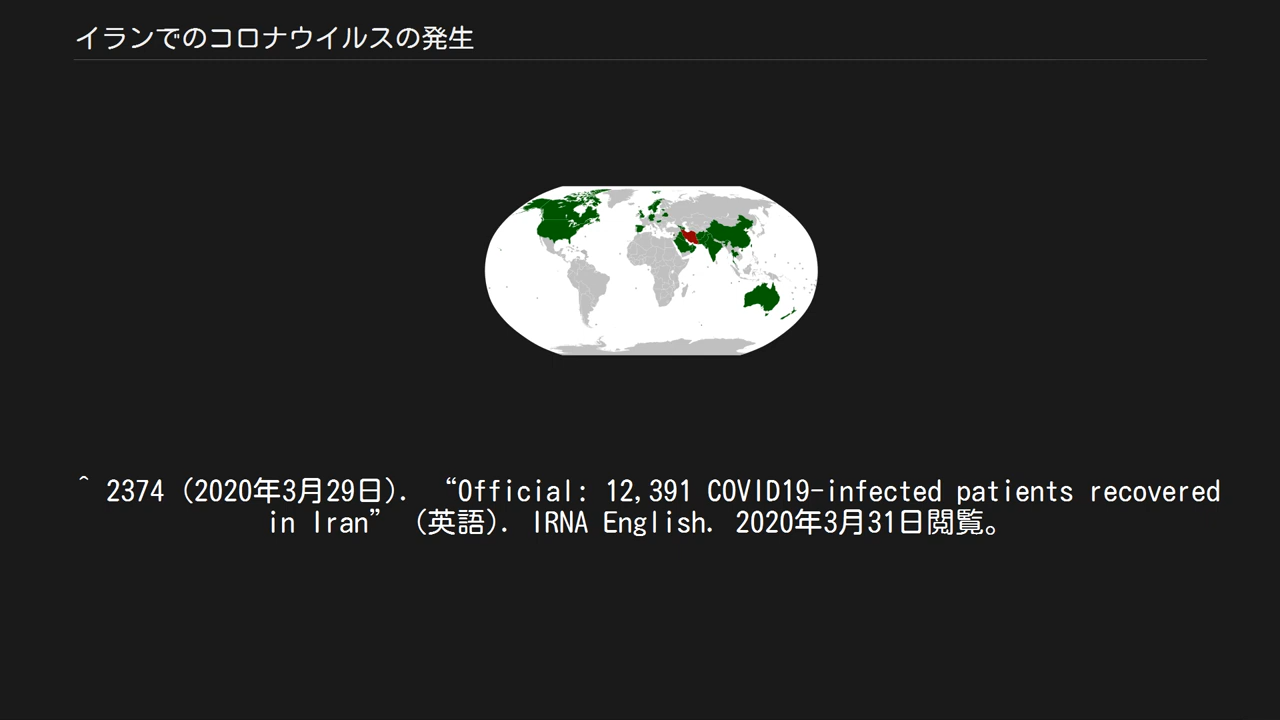 イランでのコロナウイルスの発生
^ 2374 (2020年3月29日). “Official: 12,391 COVID19-infected patients recovered
in Iran” (英語). IRNA English. 2020年3月31日閲覧。